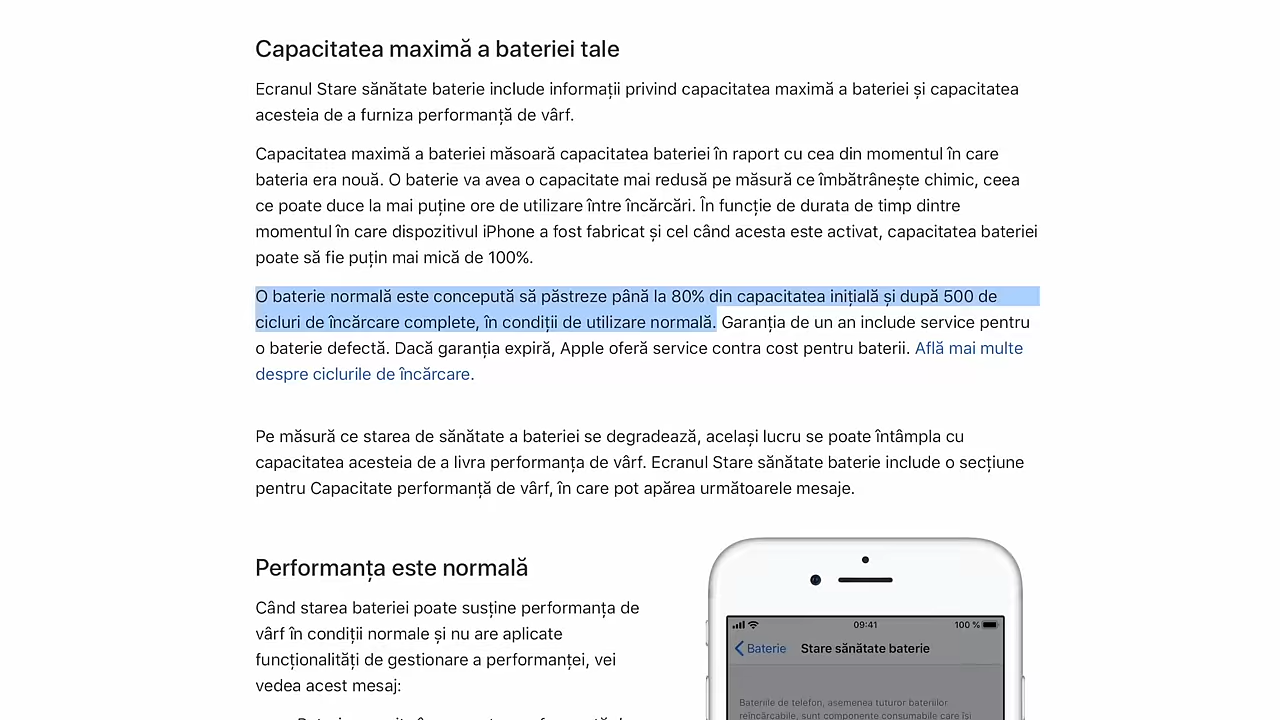 Capacitatea maximă a bateriei tale
Ecranul Stare sănătate baterie include informații privind capacitatea maximă a bateriei și capacitatea
acesteia de a furniza performanță de vârf.
Capacitatea maximă a bateriei măsoară capacitatea bateriei în raport cu cea din momentul în care
bateria era nouă. O baterie va avea o capacitate mai redusă pe măsură ce îmbătrânește chimic, ceea
ce poate duce la mai puține ore de utilizare între încărcări. În funcție de durata de timp dintre
momentul în care dispozitivul iPhone a fost fabricat și cel când acesta este activat, capacitatea bateriei
poate să fie puțin mai mică de 100%.
O baterie normală este concepută să păstreze până la 80% din capacitatea inițială și după 500 de
cicluri de încărcare complete, în condiții de utilizare normală. Garanția de un an include service pentru
o baterie defectă. Dacă garanția expiră, Apple oferă service contra cost pentru baterii. Află mai multe
despre ciclurile de încărcare.
Pe măsură ce starea de sănătate a bateriei se degradează, același lucru se poate întâmpla cu
capacitatea acesteia de a livra performanța de vârf. Ecranul Stare sănătate baterie include o secțiune
pentru Capacitate performanță de vârf, în care pot apărea următoarele mesaje.
Performanța este normală
Când starea bateriei poate susține performanța de
vârf în condiții normale și nu are aplicate
funcționalități de gestionare a performanței, vei
vedea acest mesaj:
09:41
100 %
Baterie
Stare sănătate baterie
Bateriile de telefon, asemenea tuturor bateriilor
reîncărcabile, sunt componente consumabile care își